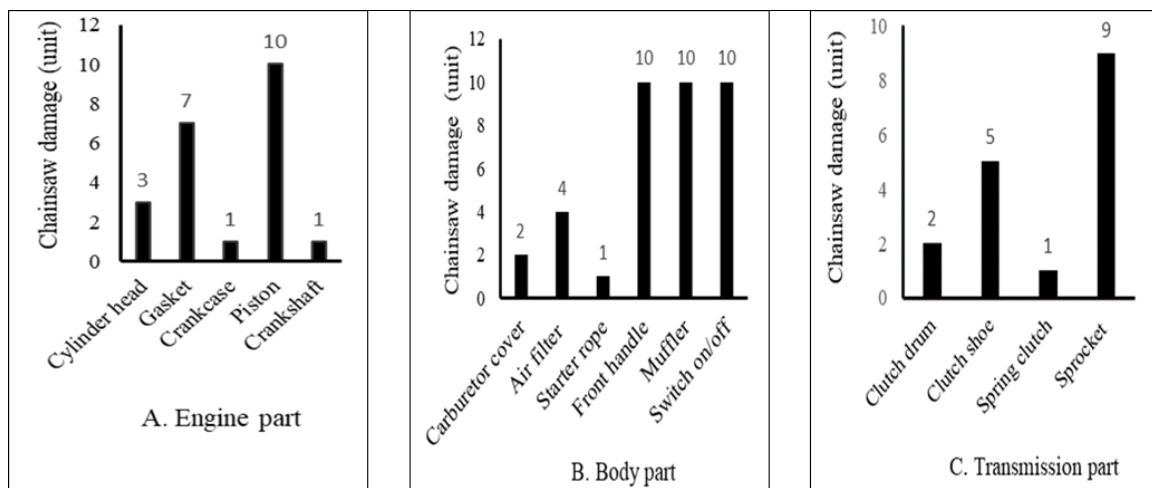 Chainsaw damage (unit)
12
10
8
6
4
2
0
3
7
1
10
1
Cylinder head
Gasket
Crankcase
Piston
Crankshaft
A. Engine part
Chainsaw damage (unit)
12
10
8
6
4
2
0
2
4
1
10
10
10
Carburetor cover
Air filter
Starter rope
Front handle
Muffler
Switch on/off
B. Body part
Chainsaw damage (unit)
10
8
6
4
2
0
2
5
1
9
Clutch drum
Clutch shoe
Spring clutch
Sprocket
C. Transmission part